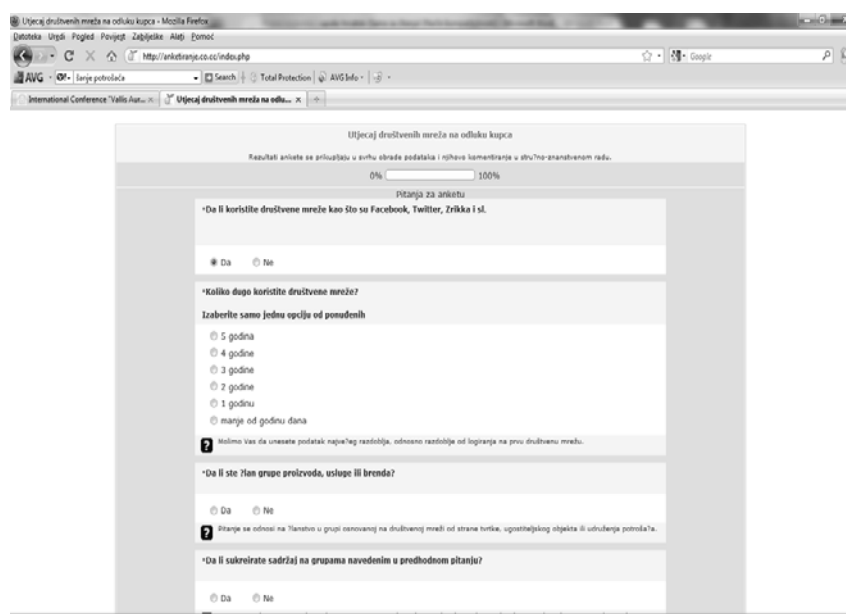 Utjecaj društvenih mreža na odluku kupca - Mozilla Firefox
Datoteka Uredi Pogled Povijest Zabilješke Alati Pomoć
http://anketiranje.co.cc/index.php
Google
AVG
Search
Total Protection
AVG Info
International Conference "Vallis Aur...
Utjecaj društvenih mreža na odlu...
Utjecaj društvenih mreža na odluku kupca
Rezultati ankete se prikupljaju u svrhu obrade podataka i njihovo komentiranje u stru?no-znanstvenom radu.
0% 100%
Pitanja za anketu
*Da li koristite društvene mreže kao što su Facebook, Twitter, Zrikka i sl.
Da Ne
*Koliko dugo koristite društvene mreže?
Izaberite samo jednu opciju od ponuđenih
5 godina
4 godine
3 godine
2 godine
1 godinu
manje od godinu dana
? Molimo Vas da unesete podatak najve?eg razdoblja, odnosno razdoblje od logiranja na prvu društvenu mrežu.
*Da li ste ?lan grupe proizvoda, usluge ili brenda?
Da Ne
? Pitanje se odnosi na ?lanstvo u grupi osnovanoj na društvenoj mreži od strane tvrtke, ugostiteljskog objekta ili udruženja potroša?a.
*Da li sukreirate sadržaj na grupama navedenim u predhodnom pitanju?
Da Ne